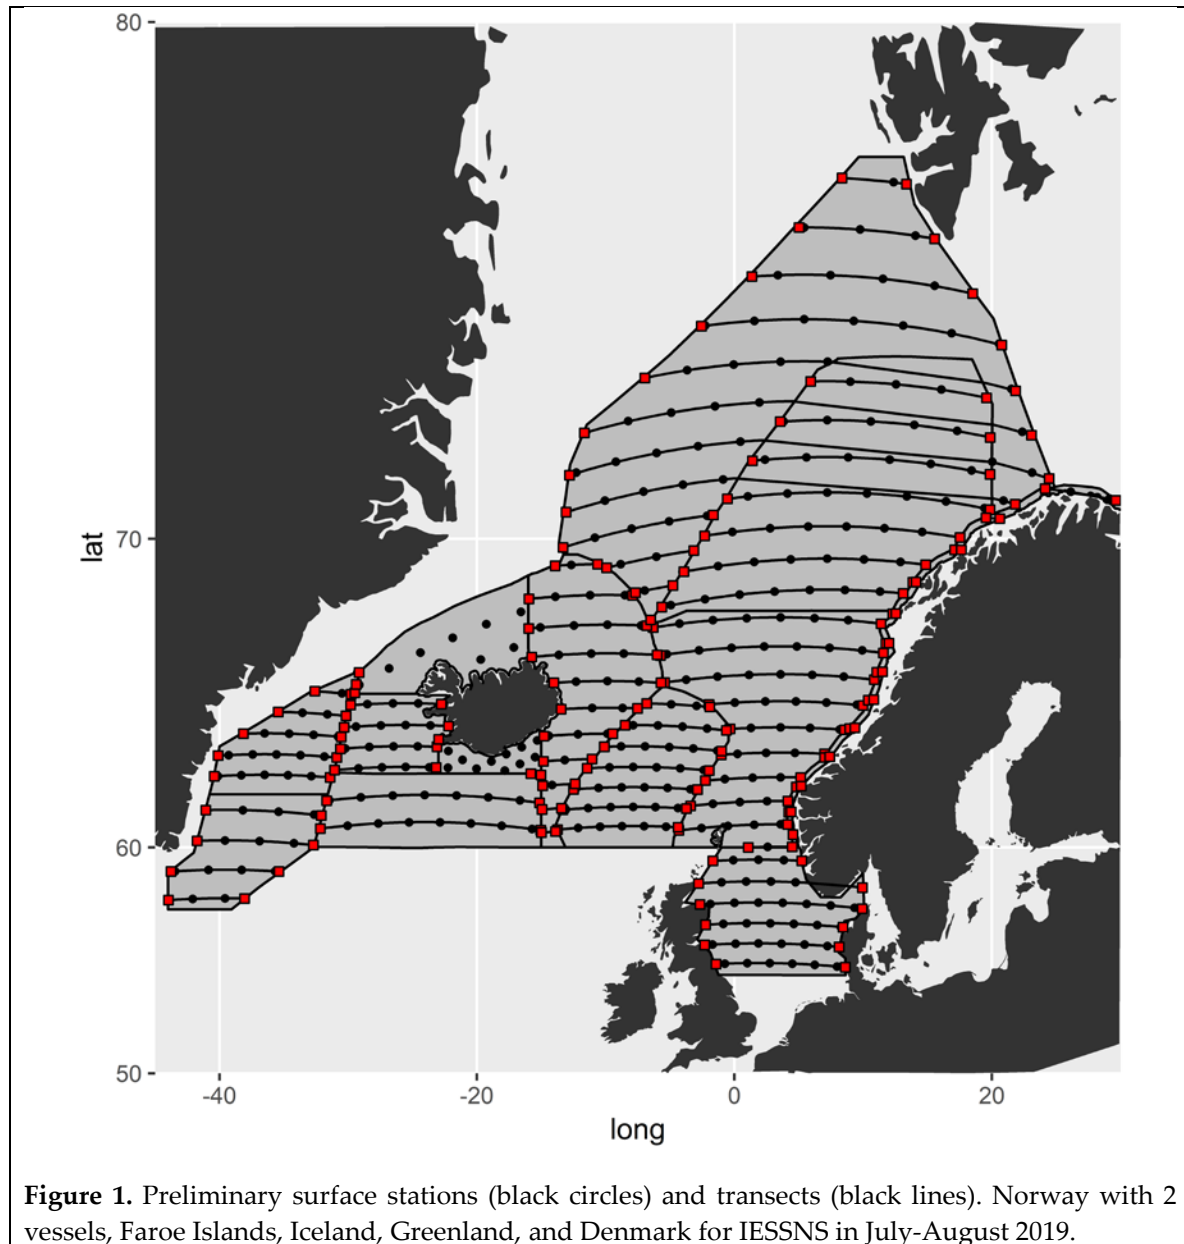 80
70
60
50
lat
-40
-20
0
20
long
Figure 1. Preliminary surface stations (black circles) and transects (black lines). Norway with 2
vessels, Faroe Islands, Iceland, Greenland, and Denmark for IESSNS in July-August 2019.